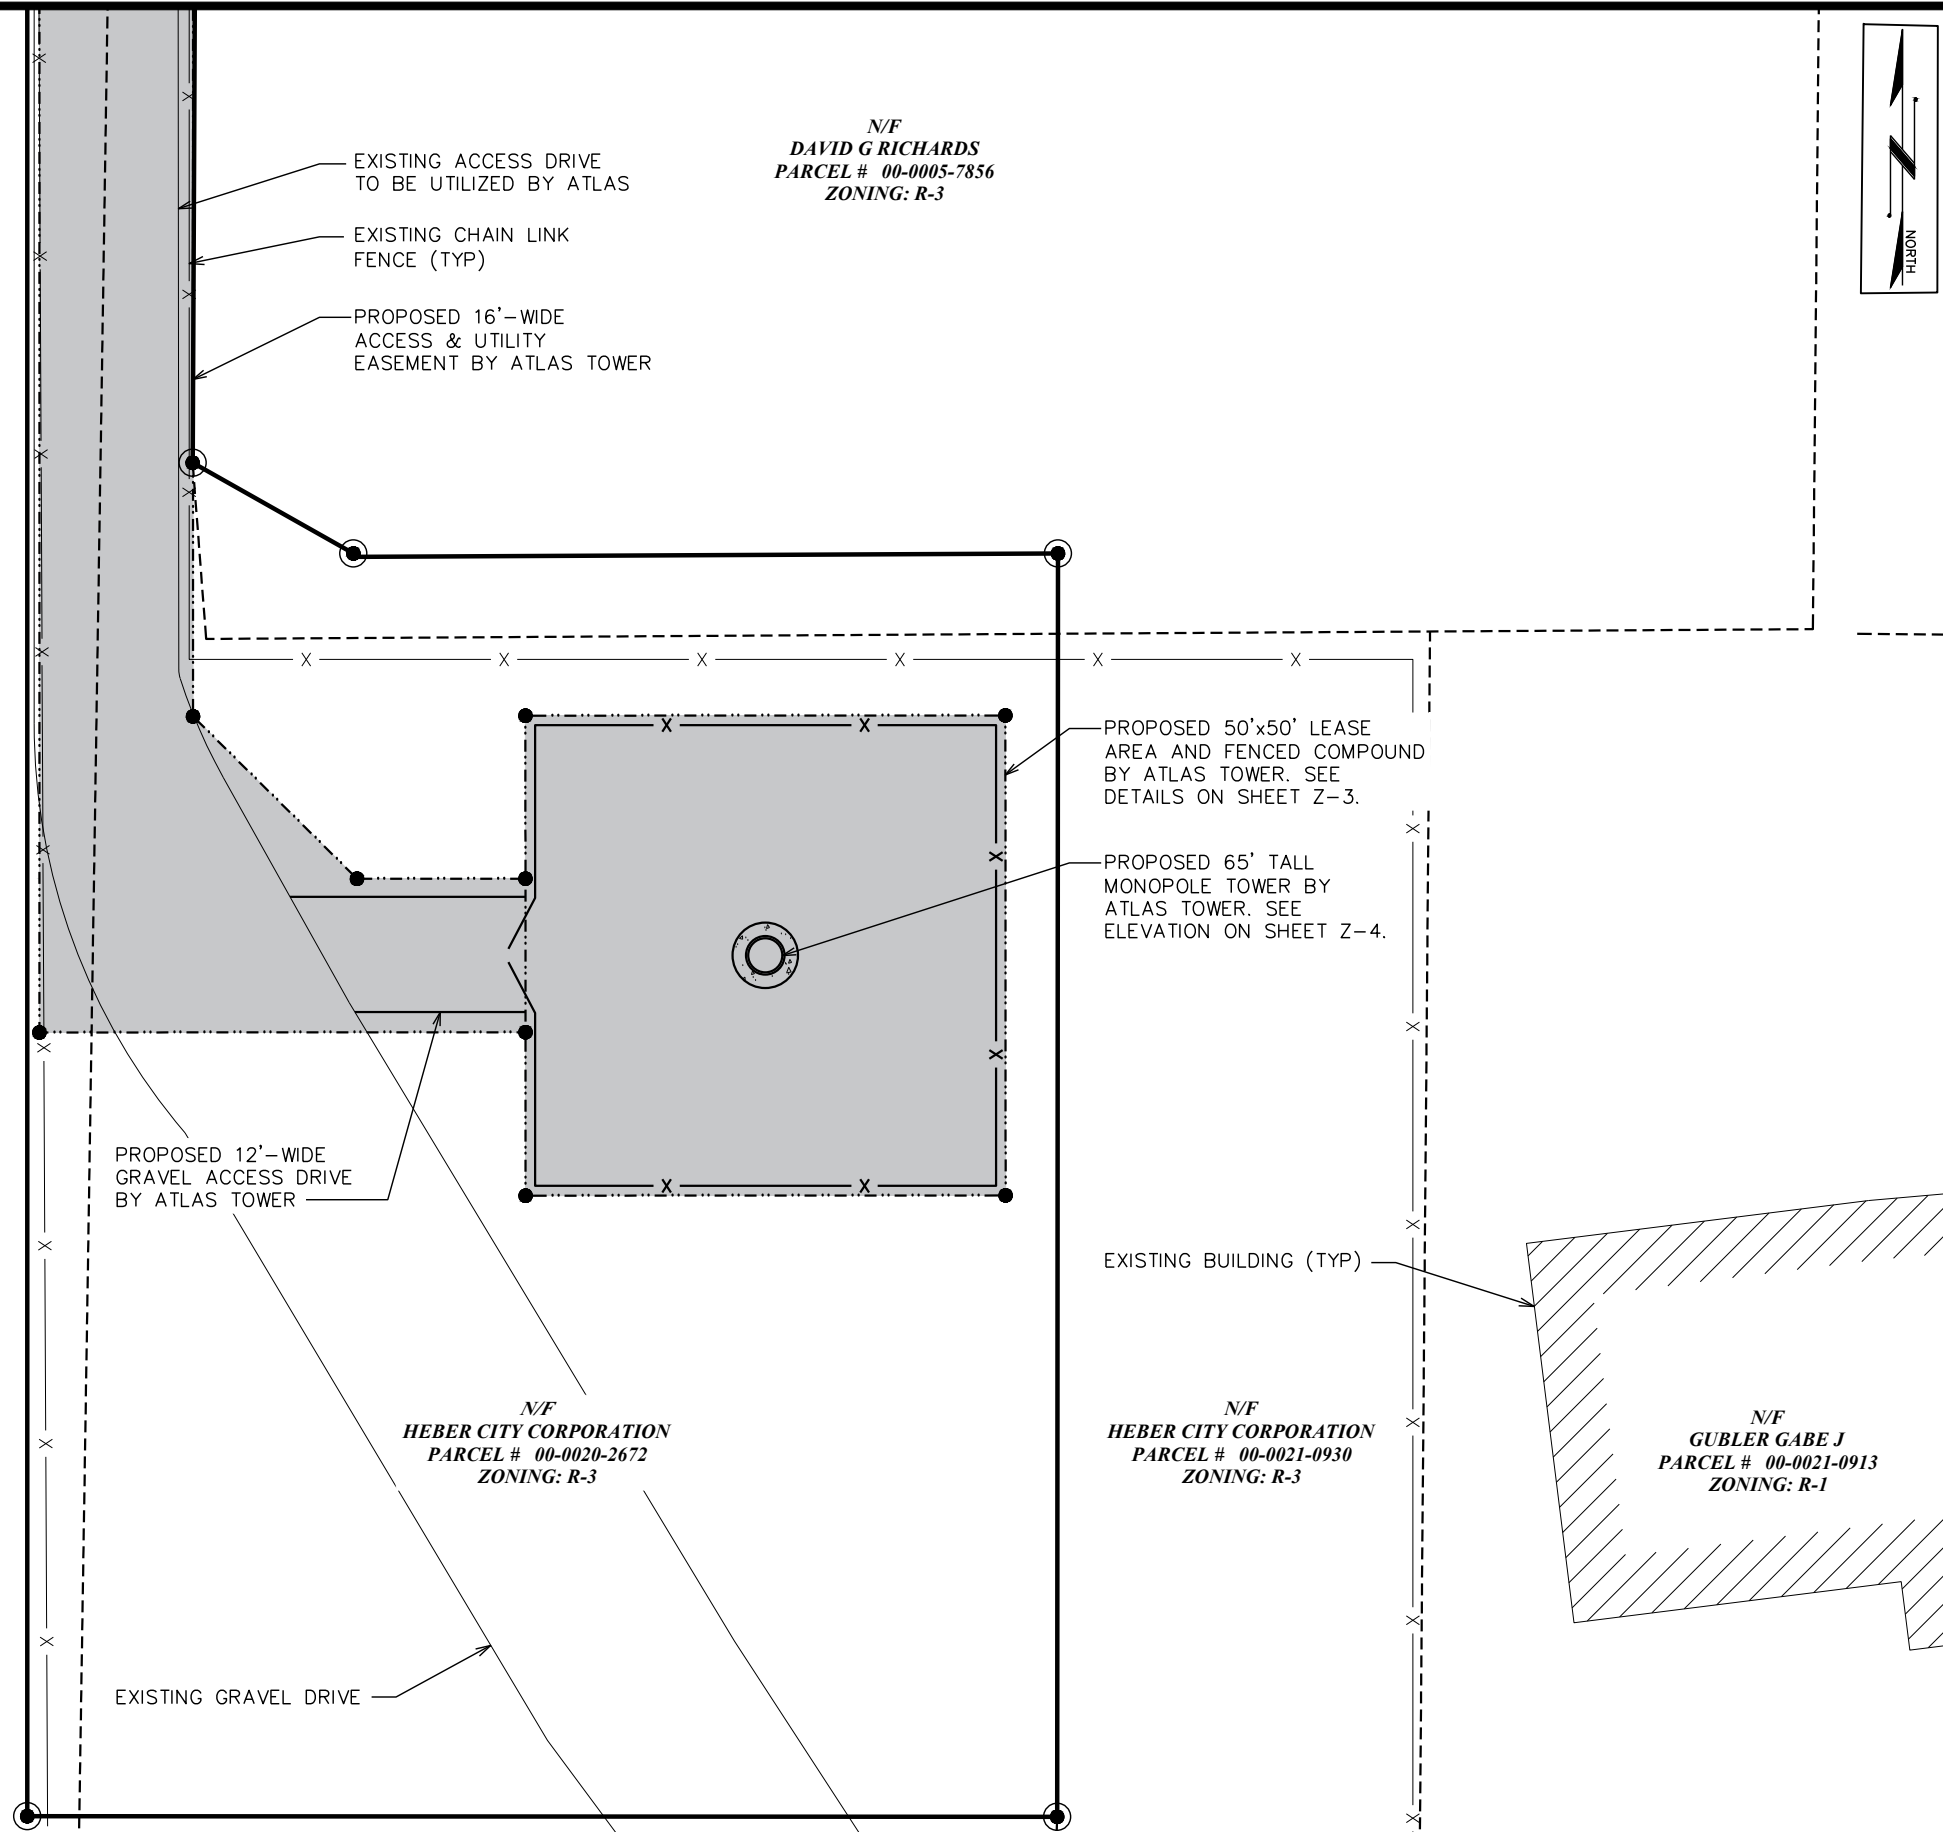 N/F
DAVID G RICHARDS
PARCEL # 00-0005-7856
ZONING: R-3
NORTH
EXISTING ACCESS DRIVE
TO BE UTILIZED BY ATLAS
EXISTING CHAIN LINK
FENCE (TYP)
PROPOSED 16'-WIDE
ACCESS & UTILITY
EASEMENT BY ATLAS TOWER
PROPOSED 50'x50' LEASE
AREA AND FENCED COMPOUND
BY ATLAS TOWER. SEE
DETAILS ON SHEET Z-3.
PROPOSED 65' TALL
MONOPOLE TOWER BY
ATLAS TOWER. SEE
ELEVATION ON SHEET Z-4.
PROPOSED 12'-WIDE
GRAVEL ACCESS DRIVE
BY ATLAS TOWER
EXISTING BUILDING (TYP)
N/F
HEBER CITY CORPORATION
PARCEL # 00-0020-2672
ZONING: R-3
N/F
HEBER CITY CORPORATION
PARCEL # 00-0021-0930
ZONING: R-3
N/F
GUBLER GABE J
PARCEL # 00-0021-0913
ZONING: R-1
EXISTING GRAVEL DRIVE